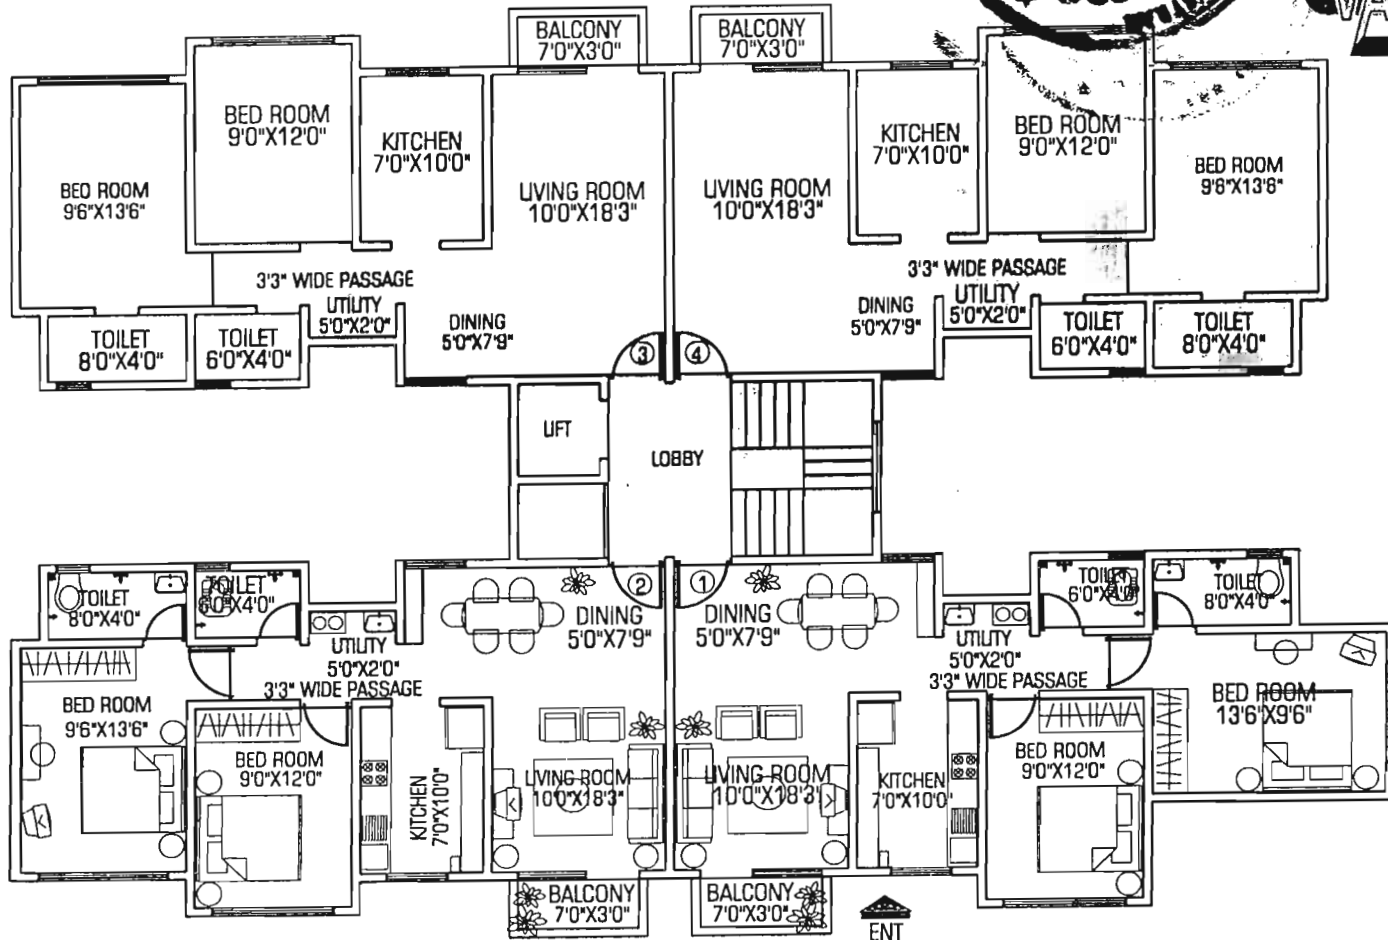 BALCONY
7'0"X3'0"
BALCONY
7'0"X3'0"
BED ROOM
9'0"X12'0"
KITCHEN
7'0"X10'0"
KITCHEN
7'0"X10'0"
BED ROOM
9'0"X12'0"
BED ROOM
9'6"X13'6"
LIVING ROOM
10'0"X18'3"
LIVING ROOM
10'0"X18'3"
BED ROOM
9'8"X13'8"
3'3" WIDE PASSAGE
UTILITY
5'0"X2'0"
DINING
5'0"X7'9"
3'3" WIDE PASSAGE
UTILITY
5'0"X2'0"
DINING
5'0"X7'9"
TOILET
8'0"X4'0"
TOILET
6'0"X4'0"
TOILET
6'0"X4'0"
TOILET
8'0"X4'0"
3
4
LIFT
LOBBY
2
1
TOILET
8'0"X4'0"
TOILET
6'0"X4'0"
DINING
5'0"X7'9"
DINING
5'0"X7'9"
TOILET
6'0"X4'0"
TOILET
8'0"X4'0"
UTILITY
5'0"X2'0"
3'3" WIDE PASSAGE
UTILITY
5'0"X2'0"
3'3" WIDE PASSAGE
BED ROOM
9'6"X13'6"
BED ROOM
9'0"X12'0"
KITCHEN
7'0"X10'0"
LIVING ROOM
10'0"X18'3"
LIVING ROOM
10'0"X18'3"
KITCHEN
7'0"X10'0"
BED ROOM
9'0"X12'0"
BED ROOM
13'6"X9'6"
BALCONY
7'0"X3'0"
BALCONY
7'0"X3'0"
ENT